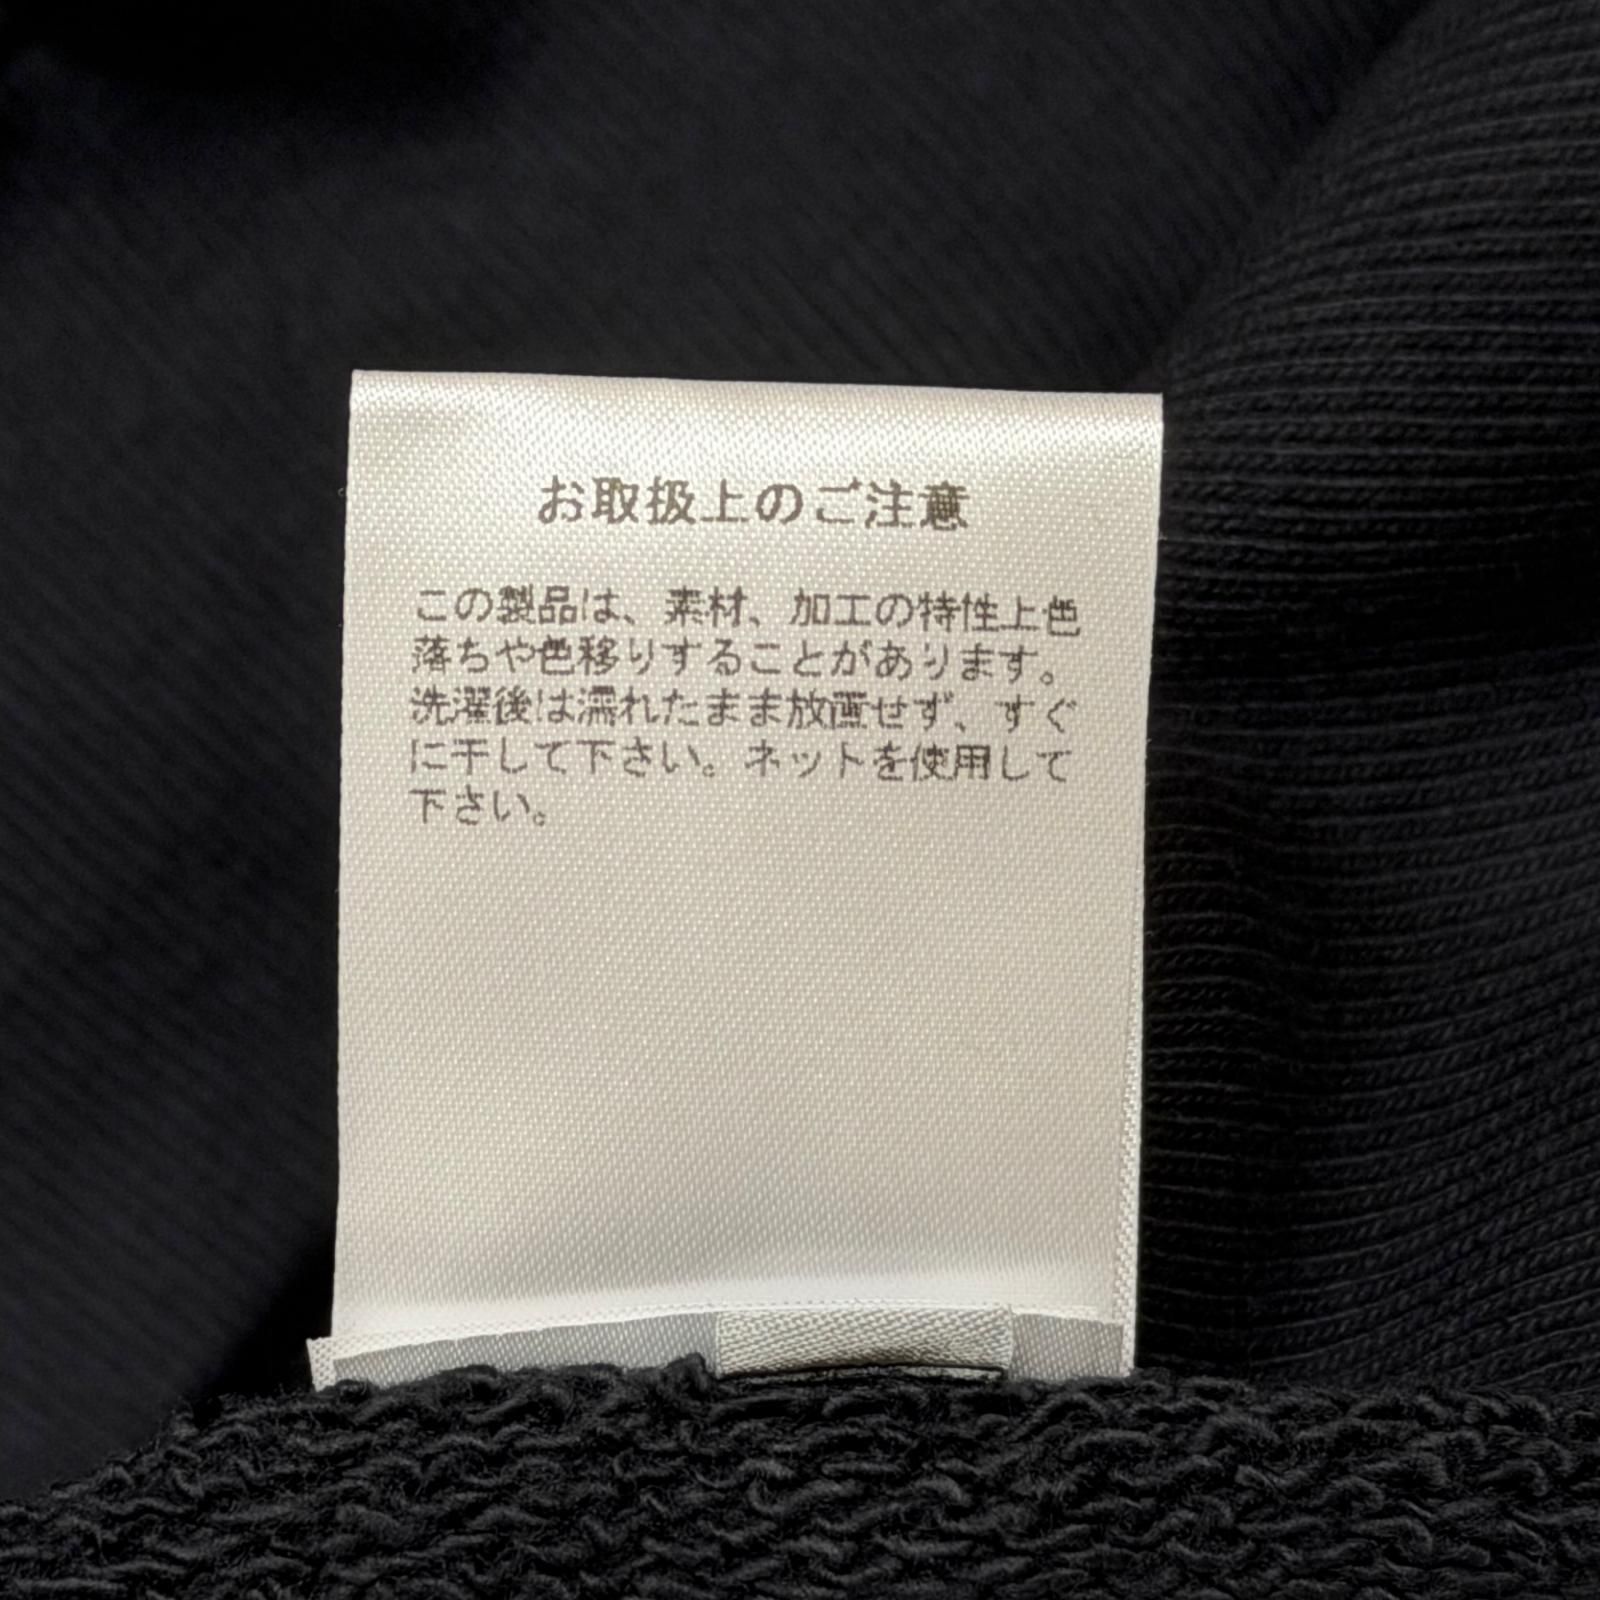 お取扱上のご注意
この製品は、素材、加工の特性上色
落ちや色移りすることがあります。
洗濯後は濡れたまま放置せず、すぐ
に干して下さい。ネットを使用して
下さい。